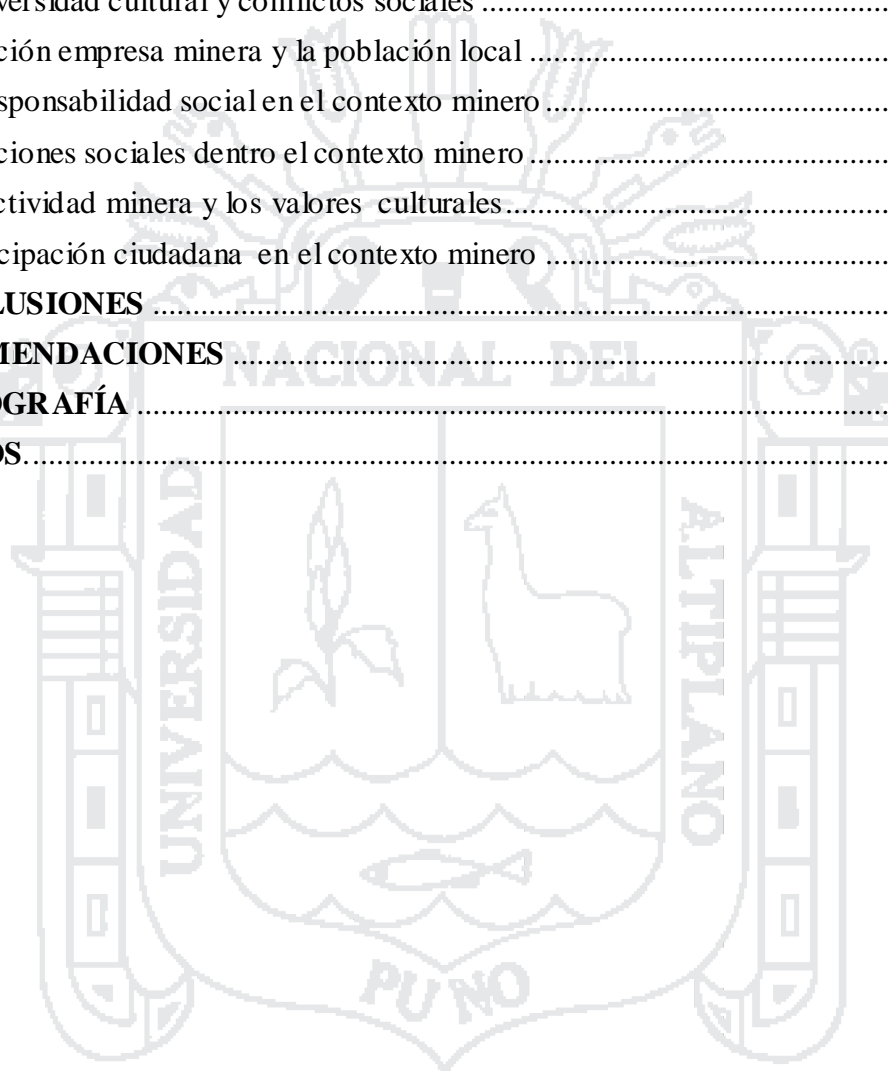 versidad cultural y conflictos sociales ....................................................
ción empresa minera y la población local ....................................................
sponsabilidad social en el contexto minero ....................................................
ciones sociales dentro el contexto minero ....................................................
ctividad minera y los valores culturales ....................................................
cipación ciudadana en el contexto minero ....................................................
LUSIONES ....................................................
MENDACIONES ....................................................
OGRAFÍA ....................................................
OS ....................................................
NACIONAL DEL
UNIVERSIDAD
ALTIPLANO
PUNO